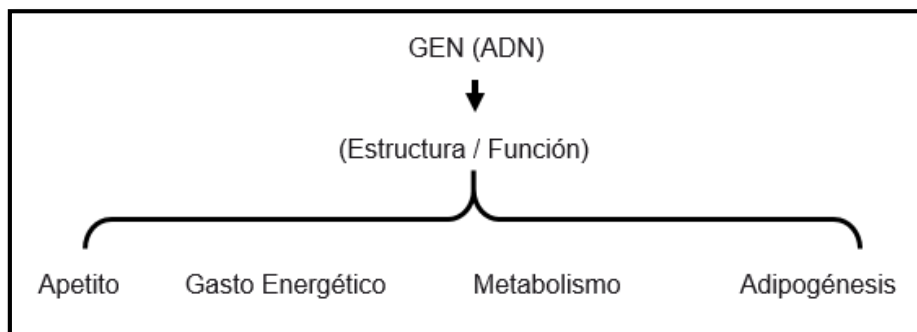 GEN (ADN)
(Estructura / Función)
Apetito Gasto Energético Metabolismo Adipogénesis